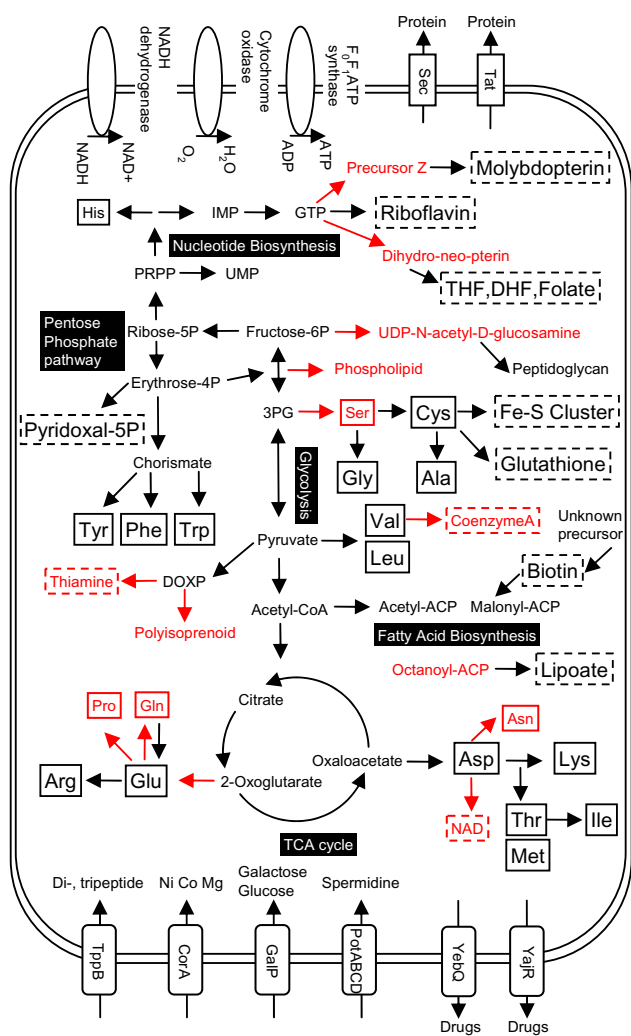 Protein
Protein
NADH
dehydrogenase
Cytochrome
oxidase
F0F1ATP
synthase
Sec
Tat
NADH
NAD+
O2
H2O
ADP
ATP
Precursor Z
Molybdopterin
His
IMP
GTP
Riboflavin
Nucleotide Biosynthesis
Dihydro-neo-pterin
PRPP
UMP
THF,DHF,Folate
Pentose
Phosphate
pathway
Ribose-5P
Fructose-6P
UDP-N-acetyl-D-glucosamine
Phospholipid
Peptidoglycan
Erythrose-4P
3PG
Ser
Cys
Fe-S Cluster
Pyridoxal-5P
Chorismate
Glycolysis
Gly
Ala
Glutathione
Tyr
Phe
Trp
Val
CoenzymeA
Unknown
precursor
Pyruvate
Leu
Thiamine
DOXP
Biotin
Acetyl-CoA
Acetyl-ACP
Malonyl-ACP
Polyisoprenoid
Fatty Acid Biosynthesis
Octanoyl-ACP
Lipoate
Pro
Gln
Citrate
Asn
Oxaloacetate
Asp
Lys
Arg
Glu
2-Oxoglutarate
NAD
Thr
Ile
TCA cycle
Met
Di-, tripeptide
Ni Co Mg
Galactose
Glucose
Spermidine
TppB
CorA
GalP
PotABCD
YebQ
YajR
Drugs
Drugs